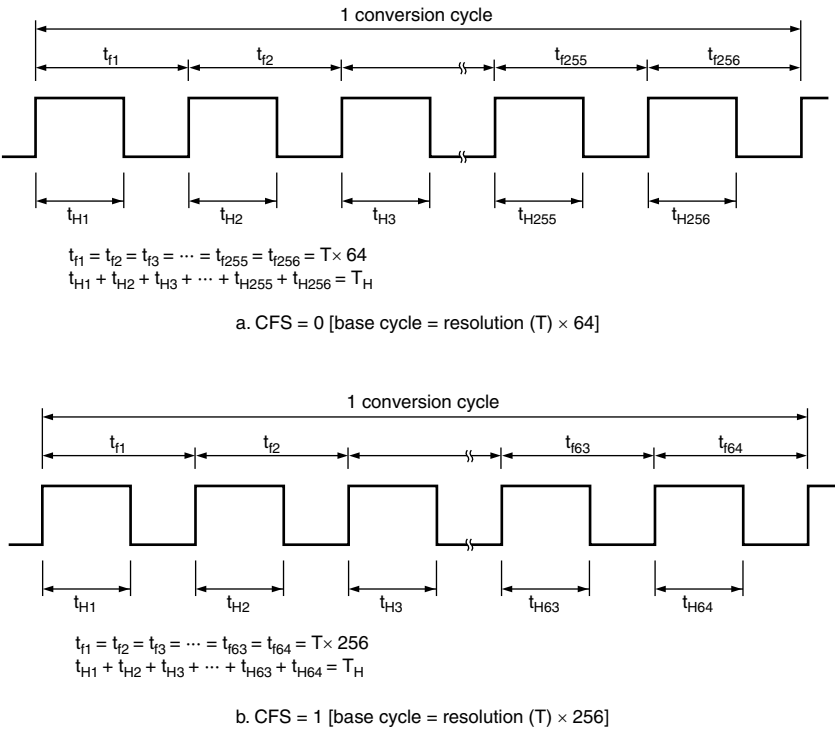 1 conversion cycle
tf1 tf2 tf255 tf256
tH1 tH2 tH3 tH255 tH256
tf1 = tf2 = tf3 = ··· = tf255 = tf256 = T× 64
tH1 + tH2 + tH3 + ··· + tH255 + tH256 = TH
a. CFS = 0 [base cycle = resolution (T) × 64]
1 conversion cycle
tf1 tf2 tf63 tf64
tH1 tH2 tH3 tH63 tH64
tf1 = tf2 = tf3 = ··· = tf63 = tf64 = T× 256
tH1 + tH2 + tH3 + ··· + tH63 + tH64 = TH
b. CFS = 1 [base cycle = resolution (T) × 256]